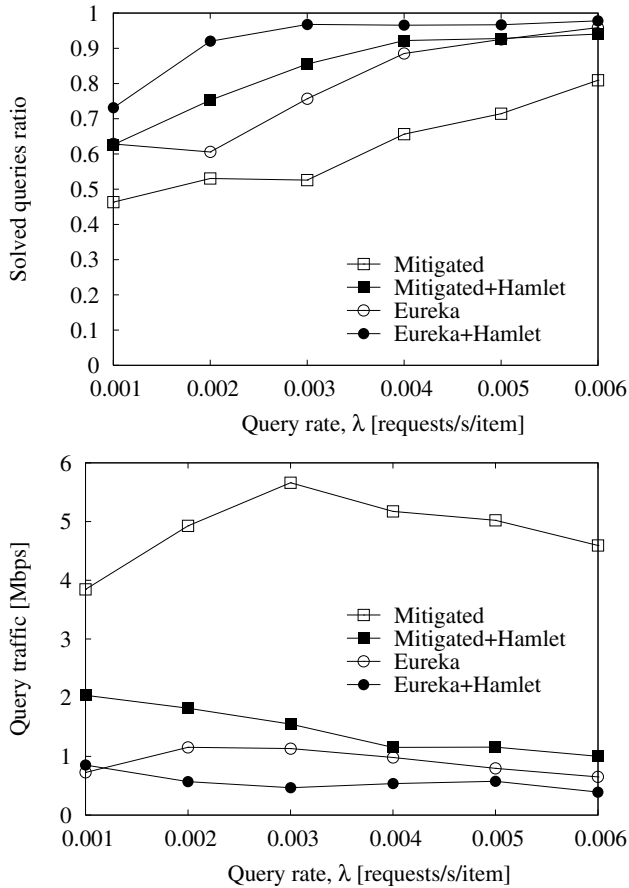 1
0.9
0.8
0.7
0.6
0.5
0.4
0.3
0.2
0.1
0
Solved queries ratio
Mitigated
Mitigated+Hamlet
Eureka
Eureka+Hamlet
0.001 0.002 0.003 0.004 0.005 0.006
Query rate, λ [requests/s/item]
6
5
4
3
2
1
0
Query traffic [Mbps]
Mitigated
Mitigated+Hamlet
Eureka
Eureka+Hamlet
0.001 0.002 0.003 0.004 0.005 0.006
Query rate, λ [requests/s/item]